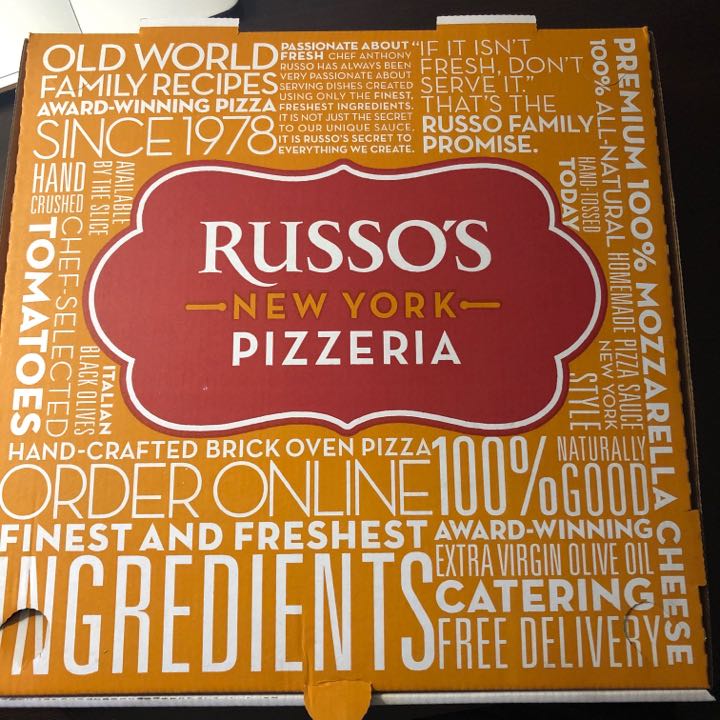 OLD WORLD
FAMILY RECIPES
AWARD-WINNING PIZZA
SINCE 1978
PASSIONATE ABOUT
FRESH CHEF ANTHONY
RUSSO HAS ALWAYS BEEN
VERY PASSIONATE ABOUT
SERVING DISHES CREATED
USING ONLY THE FINEST,
FRESHEST INGREDIENTS.
IT IS NOT JUST THE SECRET
TO OUR UNIQUE SAUCE,
IT IS RUSSO'S SECRET TO
EVERYTHING WE CREATE.
"IF IT ISN'T
FRESH, DON'T
SERVE IT."
THAT'S THE
RUSSO FAMILY
PROMISE.
PREMIUM 100% MOZZARELLA CHEESE
100% ALL-NATURAL HOMEMADE PIZZA SAUCE
HAND-TOSSED
TODAY
NEW YORK
STYLE
HAND
CRUSHED
TOMATOES
AVAILABLE
BY THE SLICE
CHEF-SELECTED
ITALIAN
BLACK OLIVES
RUSSO'S
NEW YORK
PIZZERIA
HAND-CRAFTED BRICK OVEN PIZZA
ORDER ONLINE
100%
NATURALLY
GOOD
FINEST AND FRESHEST
INGREDIENTS
AWARD-WINNING
EXTRA VIRGIN OLIVE OIL
CATERING
FREE DELIVERY